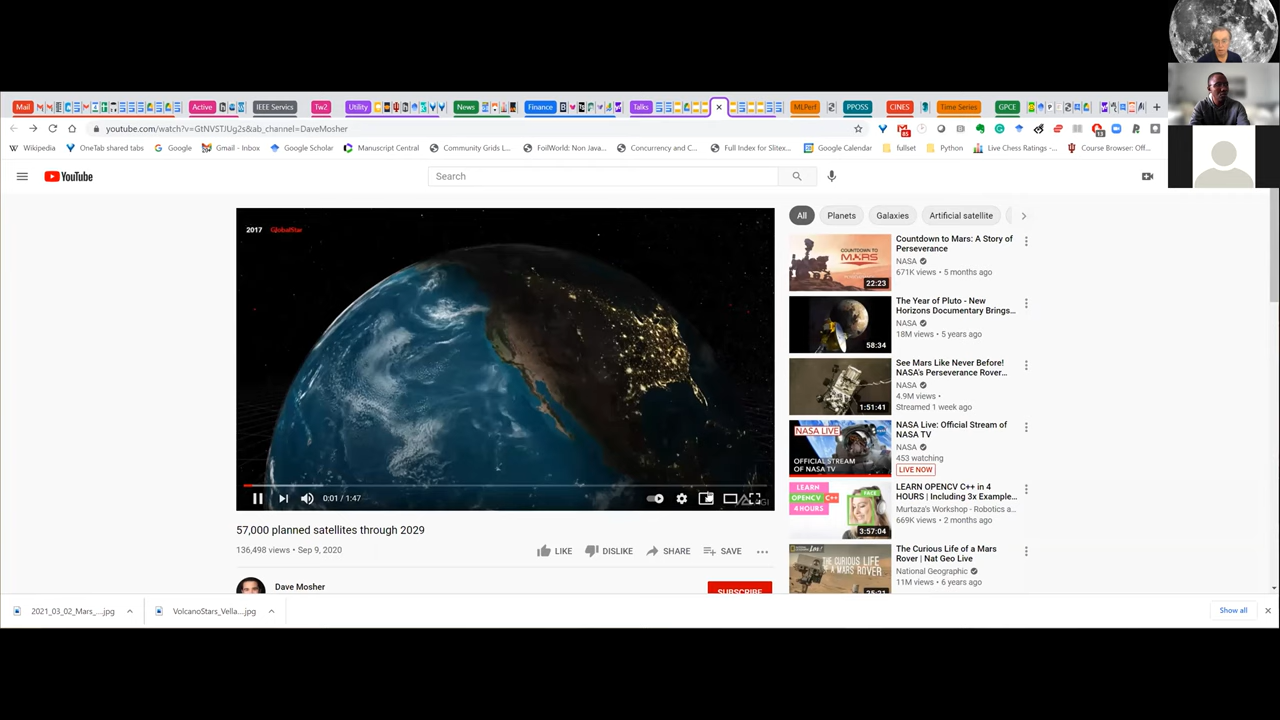 Mail
Active
IEEE Servics
Tw2
Utility
News
Finance
Talks
MLPerf
PPOSS
CINES
Time Series
GPCE
youtube.com/watch?v=GtNVSTJUg2s&ab_channel=DaveMosher
Wikipedia
OneTab shared tabs
Google
Gmail - Inbox
Google Scholar
Manuscript Central
Community Grids L...
FoilWorld: Non Java...
Concurrency and C...
Full Index for Slitex...
Google Calendar
fullset
Python
Live Chess Ratings -...
Course Browser: Off...
YouTube
Search
2017 GlobalStar
0:01 / 1:47
57,000 planned satellites through 2029
136,498 views • Sep 9, 2020
LIKE
DISLIKE
SHARE
SAVE
Dave Mosher
SUBSCRIBE
All
Planets
Galaxies
Artificial satellite
COUNTDOWN TO
MARS
22:23
Countdown to Mars: A Story of
Perseverance
NASA
671K views • 5 months ago
58:34
The Year of Pluto - New
Horizons Documentary Brings...
NASA
18M views • 5 years ago
1:51:41
See Mars Like Never Before!
NASA's Perseverance Rover...
NASA
4.9M views •
Streamed 1 week ago
NASA LIVE
OFFICIAL STREAM
OF NASA TV
NASA Live: Official Stream of
NASA TV
NASA
453 watching
LIVE NOW
LEARN
OPENCV C++
4 HOURS
FACE
3:57:04
LEARN OPENCV C++ in 4
HOURS | Including 3x Example...
Murtaza's Workshop - Robotics a...
669K views • 2 months ago
THE CURIOUS LIFE
OF A MARS
ROVER
The Curious Life of a Mars
Rover | Nat Geo Live
National Geographic
11M views • 6 years ago
2021_03_02_Mars_....jpg
VolcanoStars_Vella....jpg
Show all